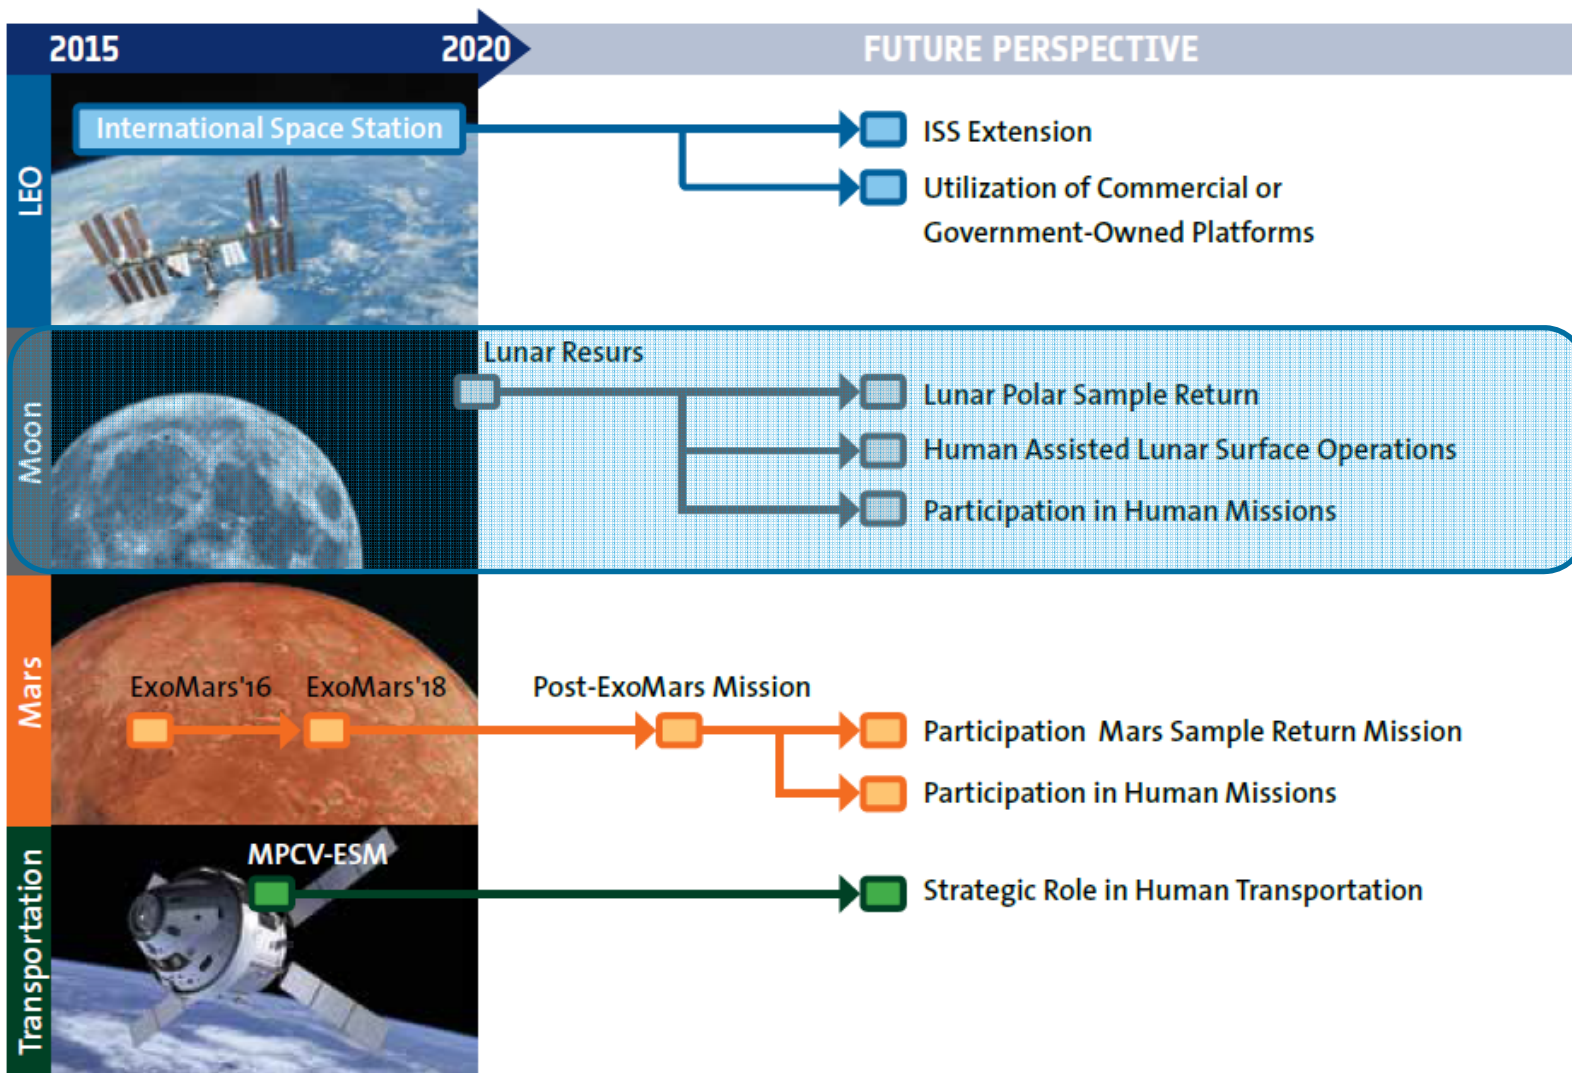 2015
2020
FUTURE PERSPECTIVE
LEO
International Space Station
ISS Extension
Utilization of Commercial or
Government-Owned Platforms
Moon
Lunar Resurs
Lunar Polar Sample Return
Human Assisted Lunar Surface Operations
Participation in Human Missions
Mars
ExoMars'16
ExoMars'18
Post-ExoMars Mission
Participation Mars Sample Return Mission
Participation in Human Missions
Transportation
MPCV-ESM
Strategic Role in Human Transportation